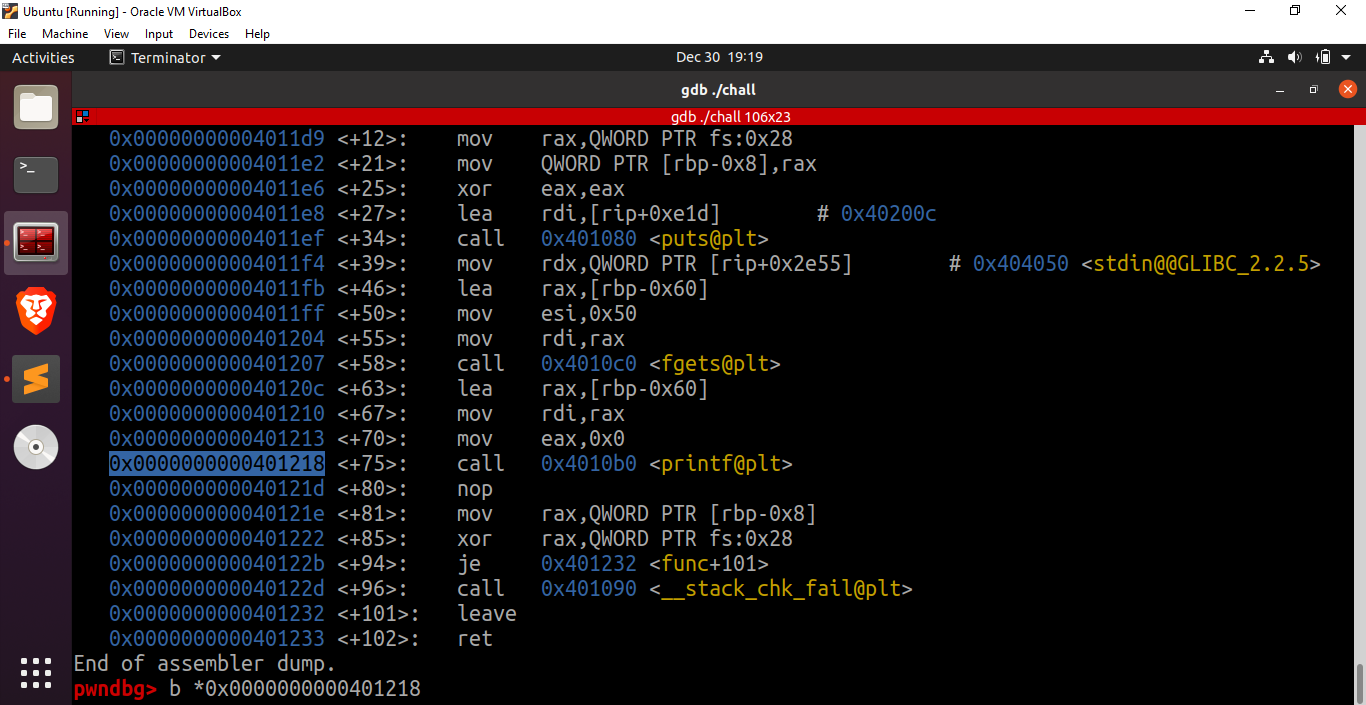 Ubuntu [Running] - Oracle VM VirtualBox
File Machine View Input Devices Help
Activities Terminator Dec 30 19:19
gdb ./chall
gdb ./chall 106x23
0x00000000004011d9 <+12>: mov rax,QWORD PTR fs:0x28
0x00000000004011e2 <+21>: mov QWORD PTR [rbp-0x8],rax
0x00000000004011e6 <+25>: xor eax,eax
0x00000000004011e8 <+27>: lea rdi,[rip+0xe1d] # 0x40200c
0x00000000004011ef <+34>: call 0x401080 <puts@plt>
0x00000000004011f4 <+39>: mov rdx,QWORD PTR [rip+0x2e55] # 0x404050 <stdin@@GLIBC_2.2.5>
0x00000000004011fb <+46>: lea rax,[rbp-0x60]
0x00000000004011ff <+50>: mov esi,0x50
0x0000000000401204 <+55>: mov rdi,rax
0x0000000000401207 <+58>: call 0x4010c0 <fgets@plt>
0x000000000040120c <+63>: lea rax,[rbp-0x60]
0x0000000000401210 <+67>: mov rdi,rax
0x0000000000401213 <+70>: mov eax,0x0
0x0000000000401218 <+75>: call 0x4010b0 <printf@plt>
0x000000000040121d <+80>: nop
0x000000000040121e <+81>: mov rax,QWORD PTR [rbp-0x8]
0x0000000000401222 <+85>: xor rax,QWORD PTR fs:0x28
0x000000000040122b <+94>: je 0x401232 <func+101>
0x000000000040122d <+96>: call 0x401090 <__stack_chk_fail@plt>
0x0000000000401232 <+101>: leave
0x0000000000401233 <+102>: ret
End of assembler dump.
pwndbg> b *0x0000000000401218